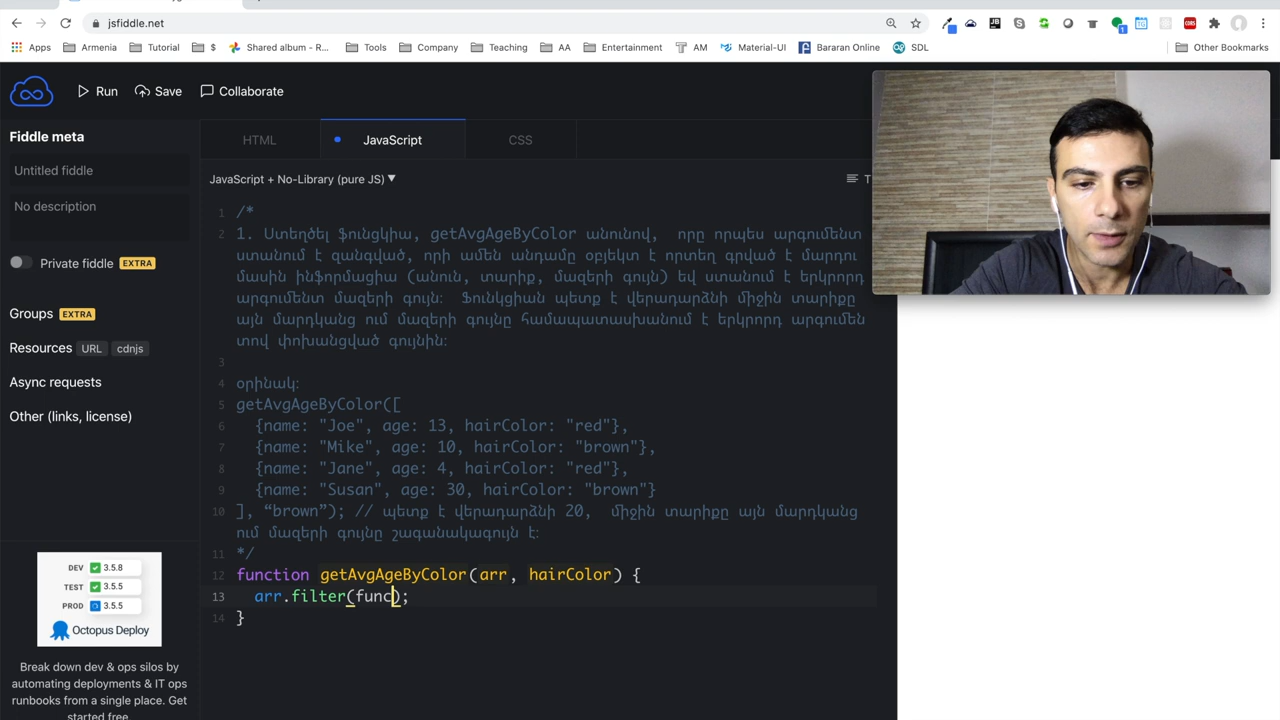 jsfiddle.net
Apps
Armenia
Tutorial
$
Shared album - R...
Tools
Company
Teaching
AA
Entertainment
AM
Material-UI
Bararan Online
SDL
Other Bookmarks
Run
Save
Collaborate
Fiddle meta
Untitled fiddle
No description
Private fiddle EXTRA
Groups EXTRA
Resources URL cdnjs
Async requests
Other (links, license)
DEV 3.5.8
TEST 3.5.5
PROD 3.5.5
Octopus Deploy
Break down dev & ops silos by
automating deployments & IT ops
runbooks from a single place. Get
started free.
HTML
JavaScript
CSS
JavaScript + No-Library (pure JS) ▼
T
1 /*
2 1. Ստեղծել ֆունցկիա, getAvgAgeByColor անունով, որը որպես արգումենտ
ստանում է զանգված, որի ամեն անդամը օբյեկտ է որտեղ գրված է մարդու
մասին ինֆորմացիա (անուն, տարիք, մազերի գույն) եվ ստանում է երկրորդ
արգումենտ մազերի գույն։ Ֆունկցիան պետք է վերադարձնի միջին տարիքը
այն մարդկանց ում մազերի գույնը համապատասխանում է երկրորդ արգումեն
տով փոխանցված գույնին։
3
4 օրինակ։
5 getAvgAgeByColor([
6 {name: "Joe", age: 13, hairColor: "red"},
7 {name: "Mike", age: 10, hairColor: "brown"},
8 {name: "Jane", age: 4, hairColor: "red"},
9 {name: "Susan", age: 30, hairColor: "brown"}
10 ], “brown”); // պետք է վերադարձնի 20, միջին տարիքը այն մարդկանց
ում մազերի գույնը շագանակագույն է։
11 */
12 function getAvgAgeByColor(arr, hairColor) {
13 arr.filter(func);
14 }